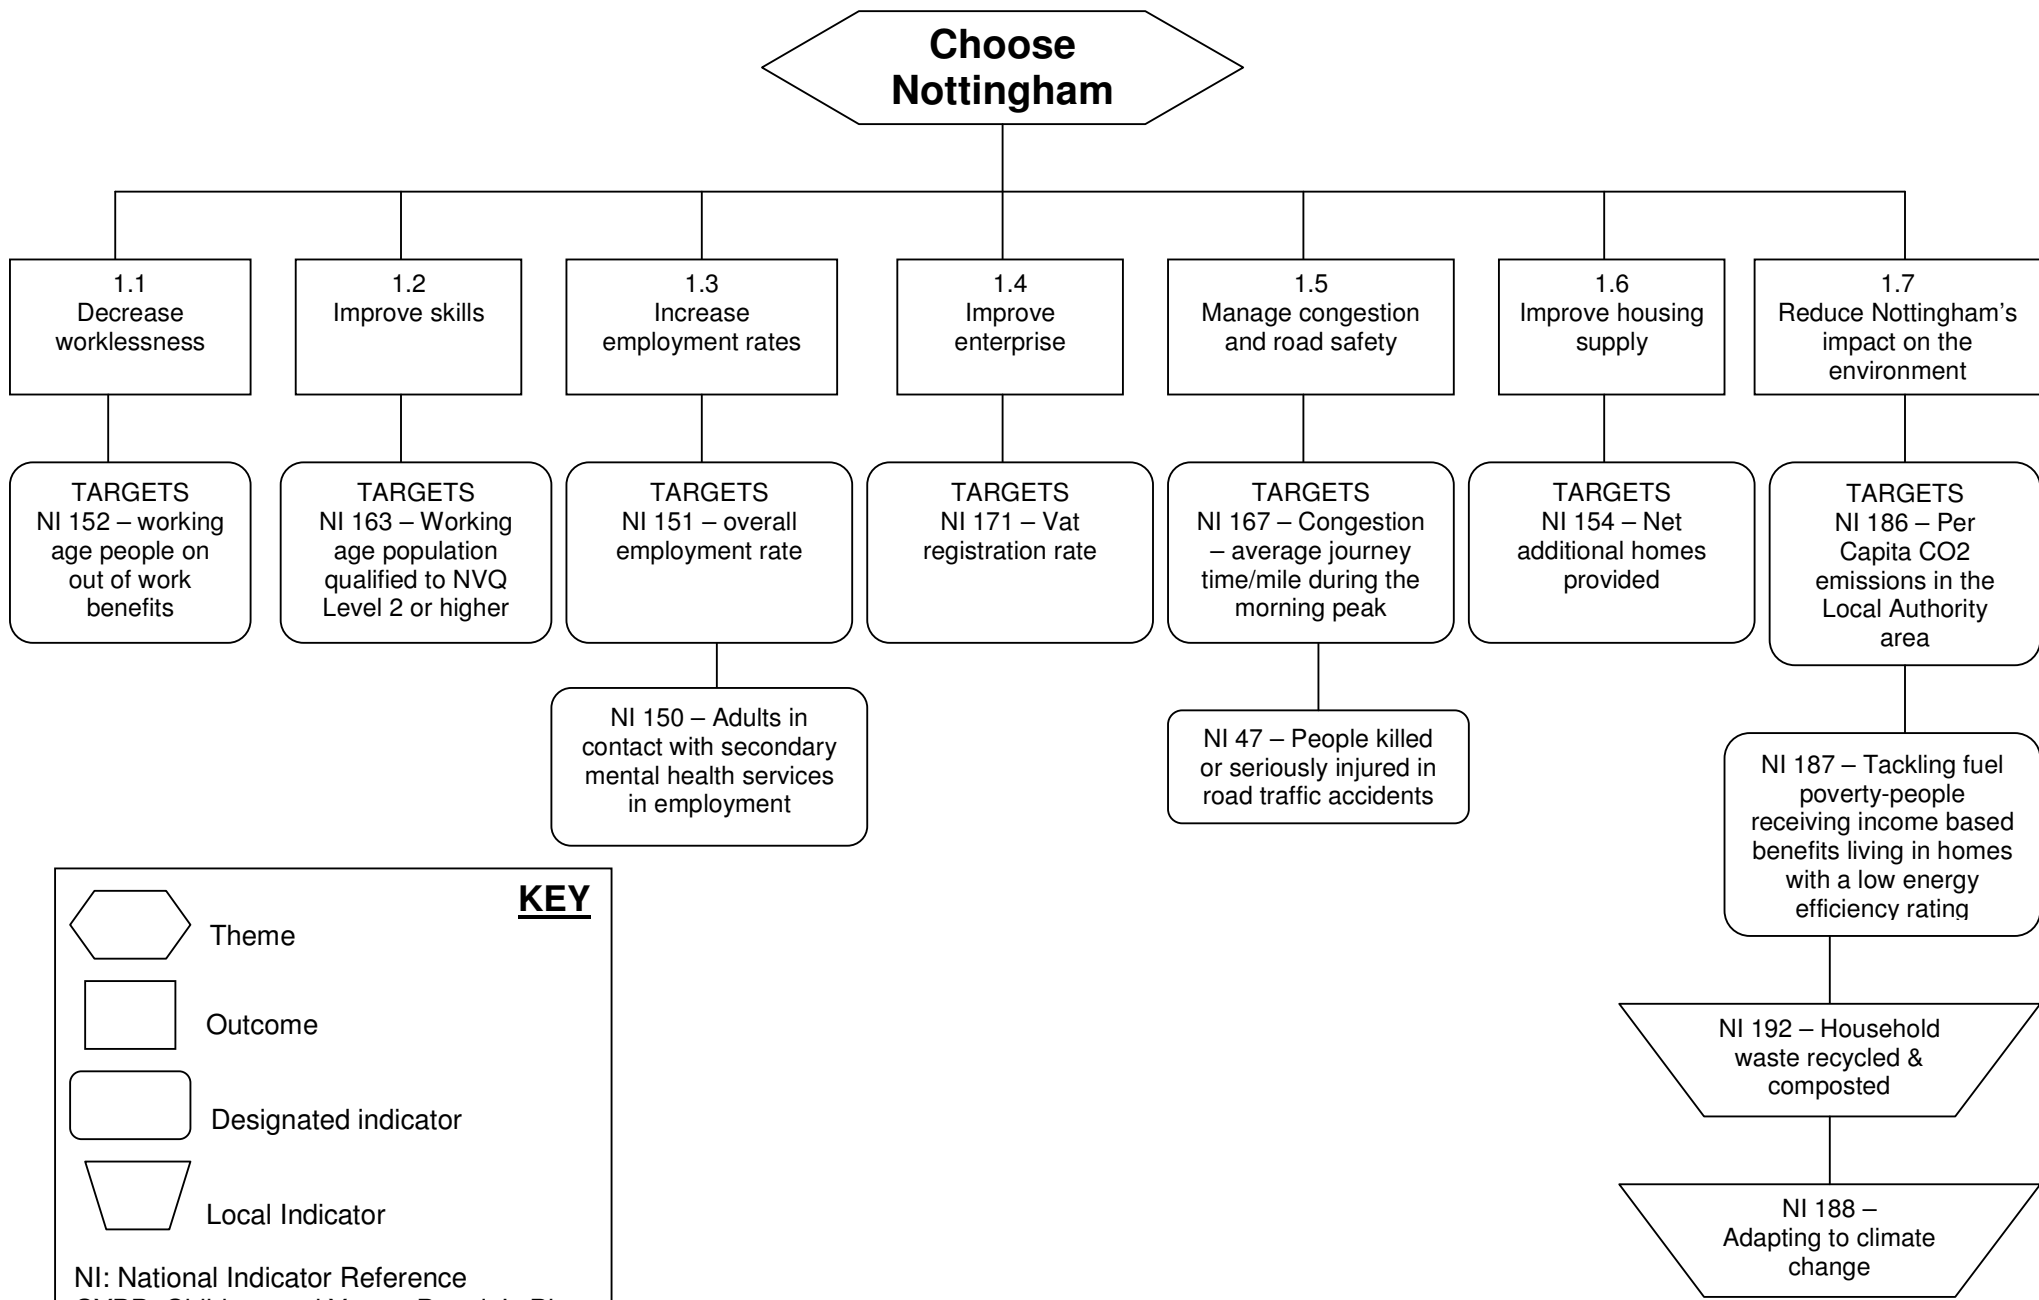 Choose
Nottingham
1.1
Decrease
worklessness
1.2
Improve skills
1.3
Increase
employment rates
1.4
Improve
enterprise
1.5
Manage congestion
and road safety
1.6
Improve housing
supply
1.7
Reduce Nottingham’s
impact on the
environment
TARGETS
NI 152 – working
age people on
out of work
benefits
TARGETS
NI 163 – Working
age population
qualified to NVQ
Level 2 or higher
TARGETS
NI 151 – overall
employment rate
TARGETS
NI 171 – Vat
registration rate
TARGETS
NI 167 – Congestion
– average journey
time/mile during the
morning peak
TARGETS
NI 154 – Net
additional homes
provided
TARGETS
NI 186 – Per
Capita CO2
emissions in the
Local Authority
area
NI 150 – Adults in
contact with secondary
mental health services
in employment
NI 47 – People killed
or seriously injured in
road traffic accidents
NI 187 – Tackling fuel
poverty-people
receiving income based
benefits living in homes
with a low energy
efficiency rating
NI 192 – Household
waste recycled &
composted
NI 188 –
Adapting to climate
change
KEY
Theme
Outcome
Designated indicator
Local Indicator
NI: National Indicator Reference